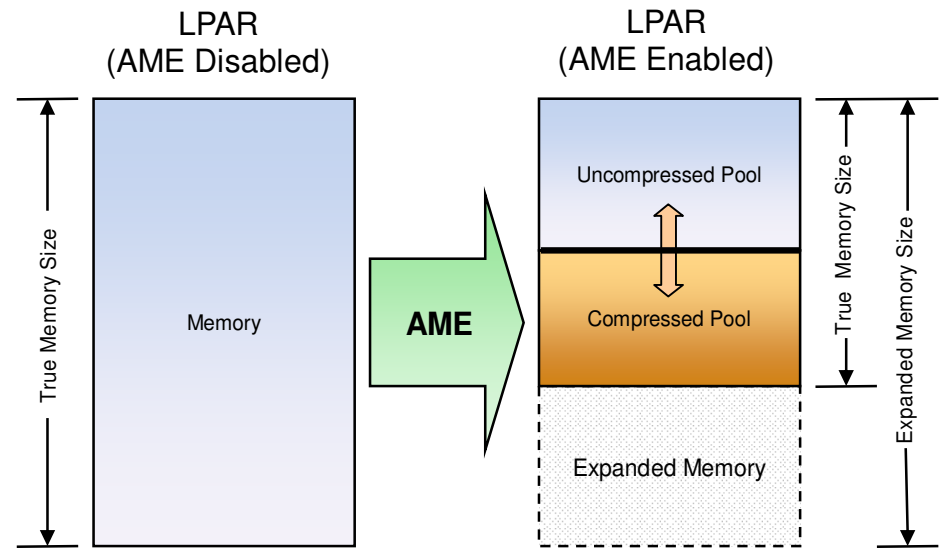 LPAR
(AME Disabled)
LPAR
(AME Enabled)
True Memory Size
Memory
AME
Uncompressed Pool
Compressed Pool
Expanded Memory
True Memory Size
Expanded Memory Size